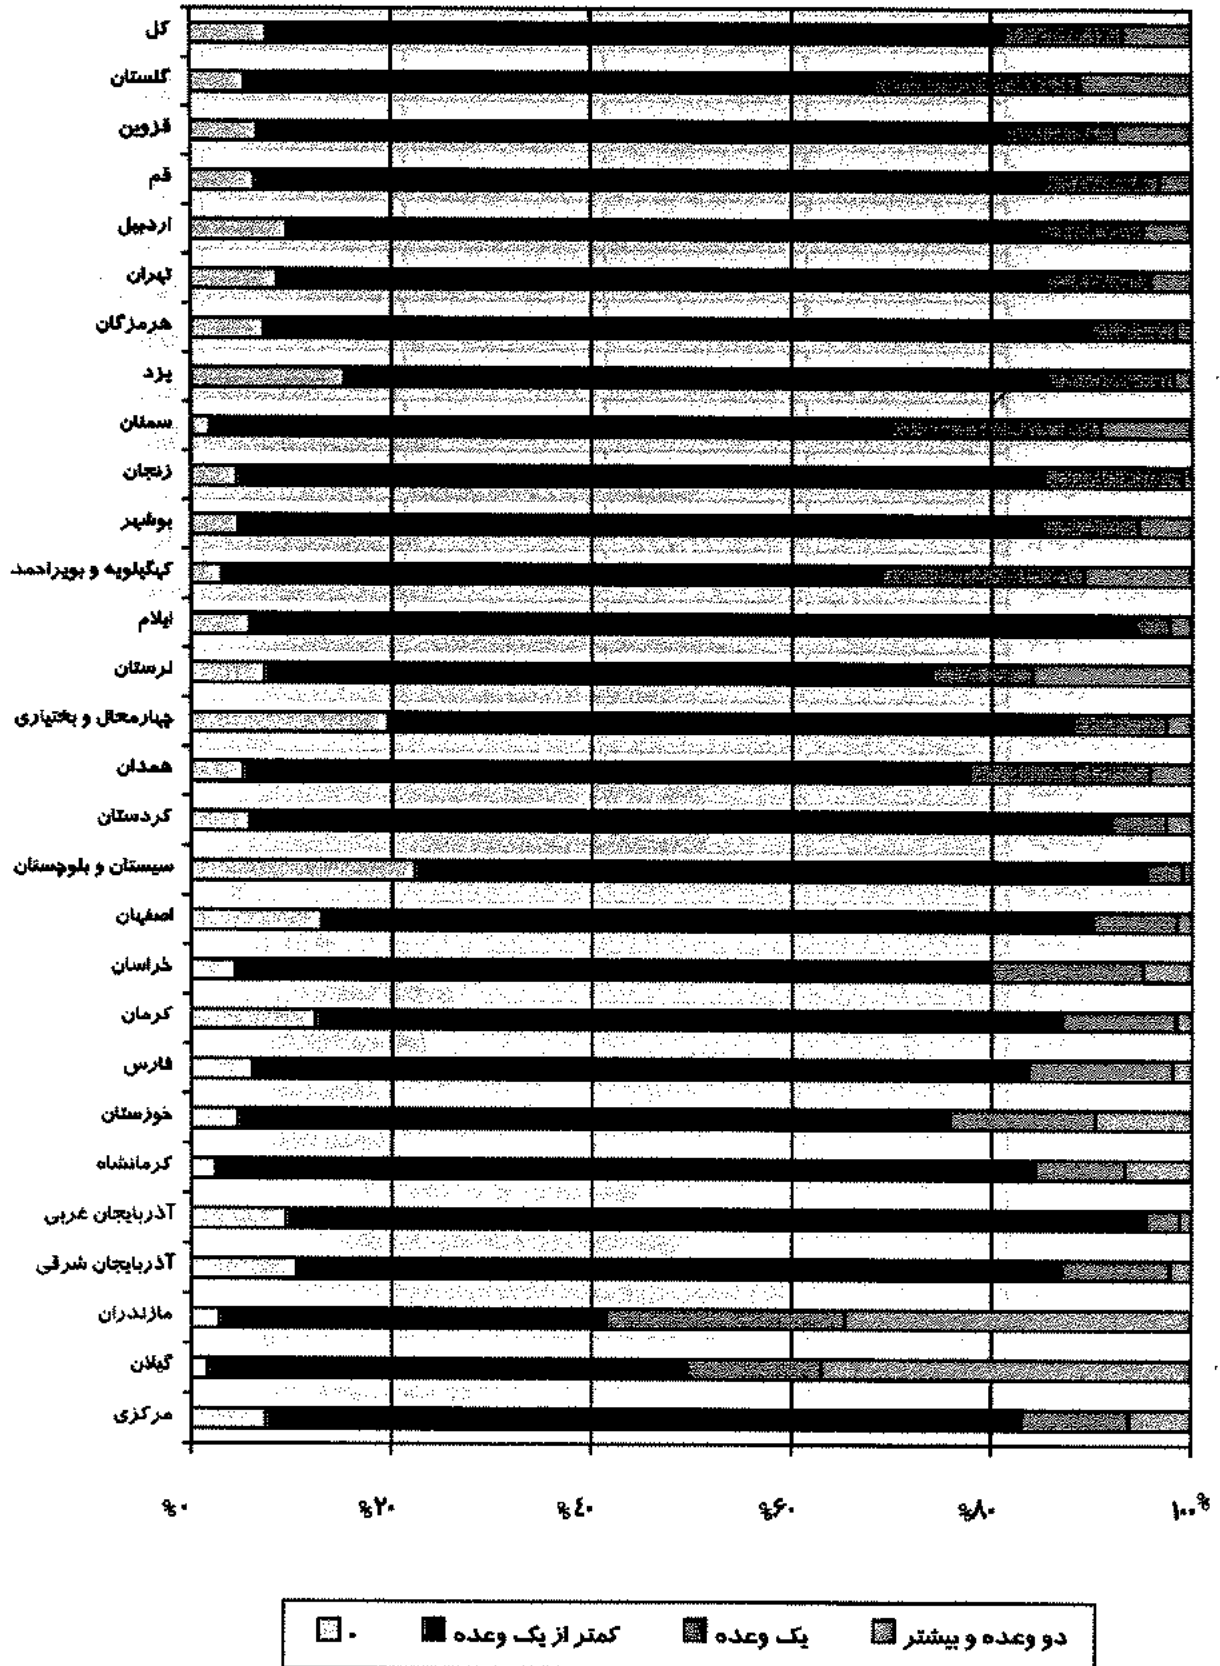 کل
گلستان
قزوین
قم
اردبیل
تهران
هرمزگان
یزد
سمنان
زنجان
بوشهر
کهگیلویه و بویراحمد
ایلام
لرستان
چهارمحال و بختیاری
همدان
کردستان
سیستان و بلوچستان
اصفهان
خراسان
کرمان
فارس
خوزستان
کرمانشاه
آذربایجان غربی
آذربایجان شرقی
مازندران
گیلان
مرکزی
%۰ %۲۰ %٤۰ %۶۰ %۸۰ ۱۰۰%
۰ کمتر از یک وعده یک وعده دو وعده و بیشتر